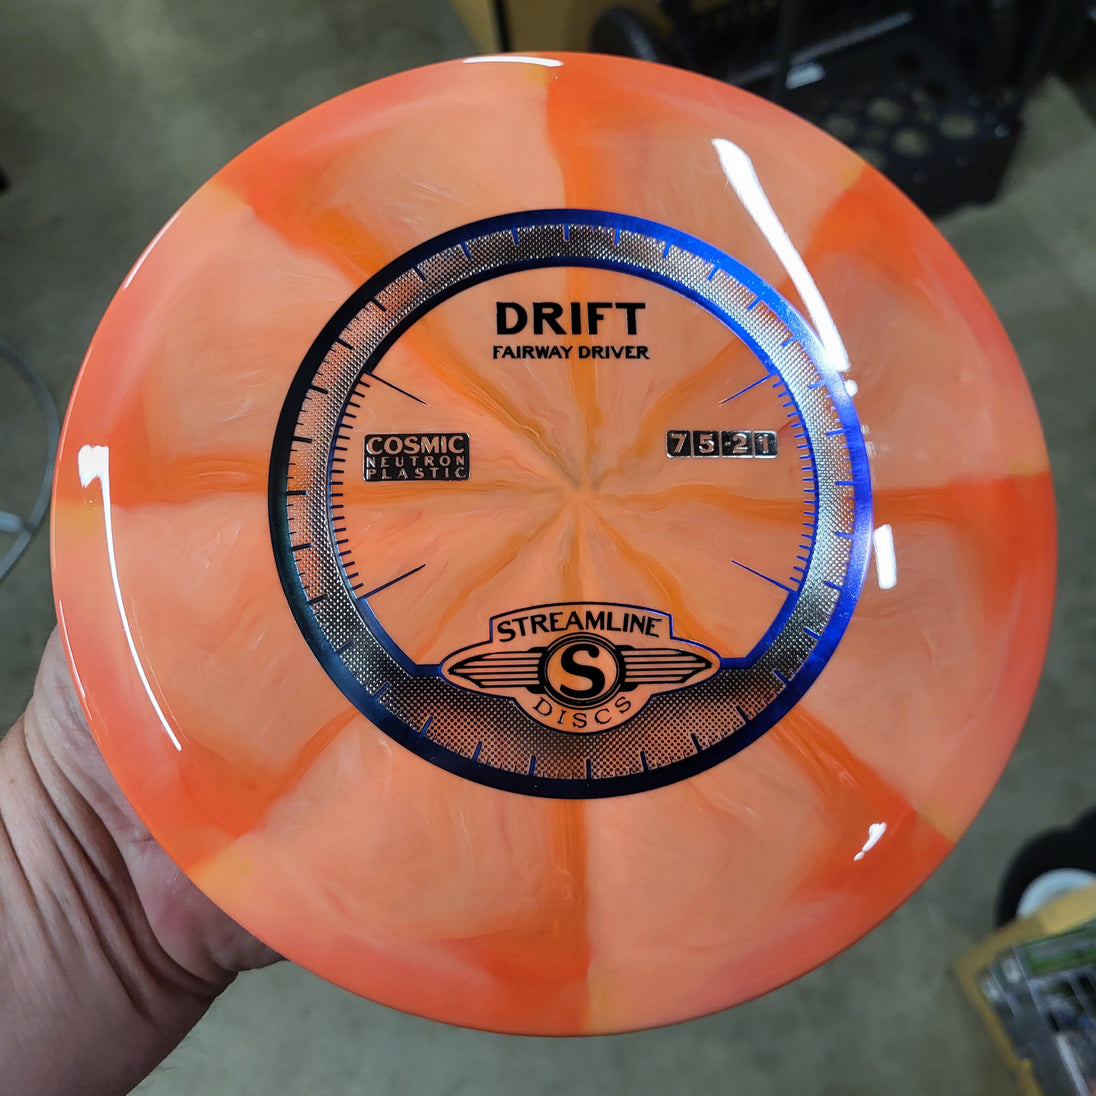 DRIFT
FAIRWAY DRIVER
COSMIC
NEUTRON
PLASTIC
7 5 -2 1
STREAMLINE
S
DISCS